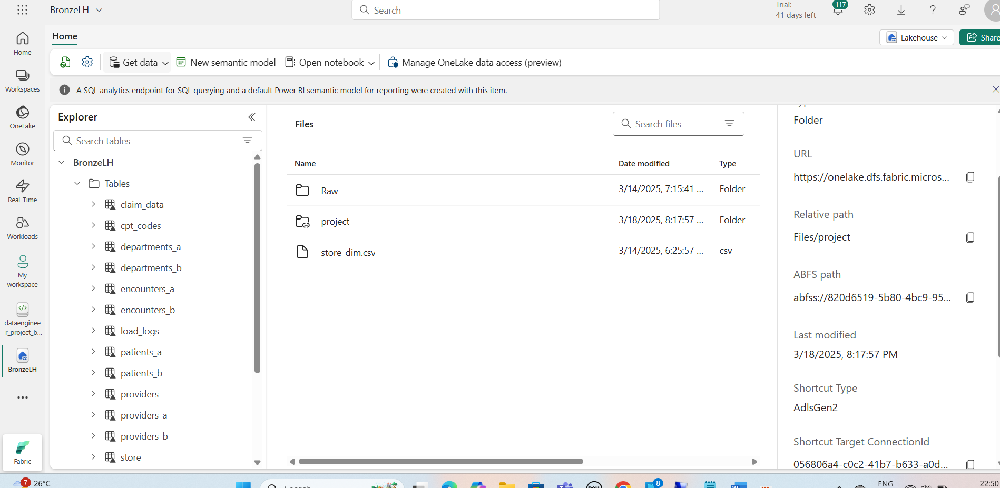 BronzeLH
Search
Trial:
41 days left
117
Home
Workspaces
OneLake
Monitor
Real-Time
Workloads
My
workspace
dataenginee
r_project_b...
BronzeLH
Fabric
Home
Lakehouse
Share
Get data
New semantic model
Open notebook
Manage OneLake data access (preview)
A SQL analytics endpoint for SQL querying and a default Power BI semantic model for reporting were created with this item.
Explorer
Search tables
BronzeLH
Tables
claim_data
cpt_codes
departments_a
departments_b
encounters_a
encounters_b
load_logs
patients_a
patients_b
providers
providers_a
providers_b
store
Files
Search files
Name Date modified Type
Raw 3/14/2025, 7:15:41 ... Folder
project 3/18/2025, 8:17:57 ... Folder
store_dim.csv 3/14/2025, 6:25:57 ... csv
Folder
URL
https://onelake.dfs.fabric.micros...
Relative path
Files/project
ABFS path
abfss://820d6519-5b80-4bc9-95...
Last modified
3/18/2025, 8:17:57 PM
Shortcut Type
AdlsGen2
Shortcut Target ConnectionId
056806a4-c0c2-41b7-b633-a0d...
7
26°C
Search
8
ENG
22:50